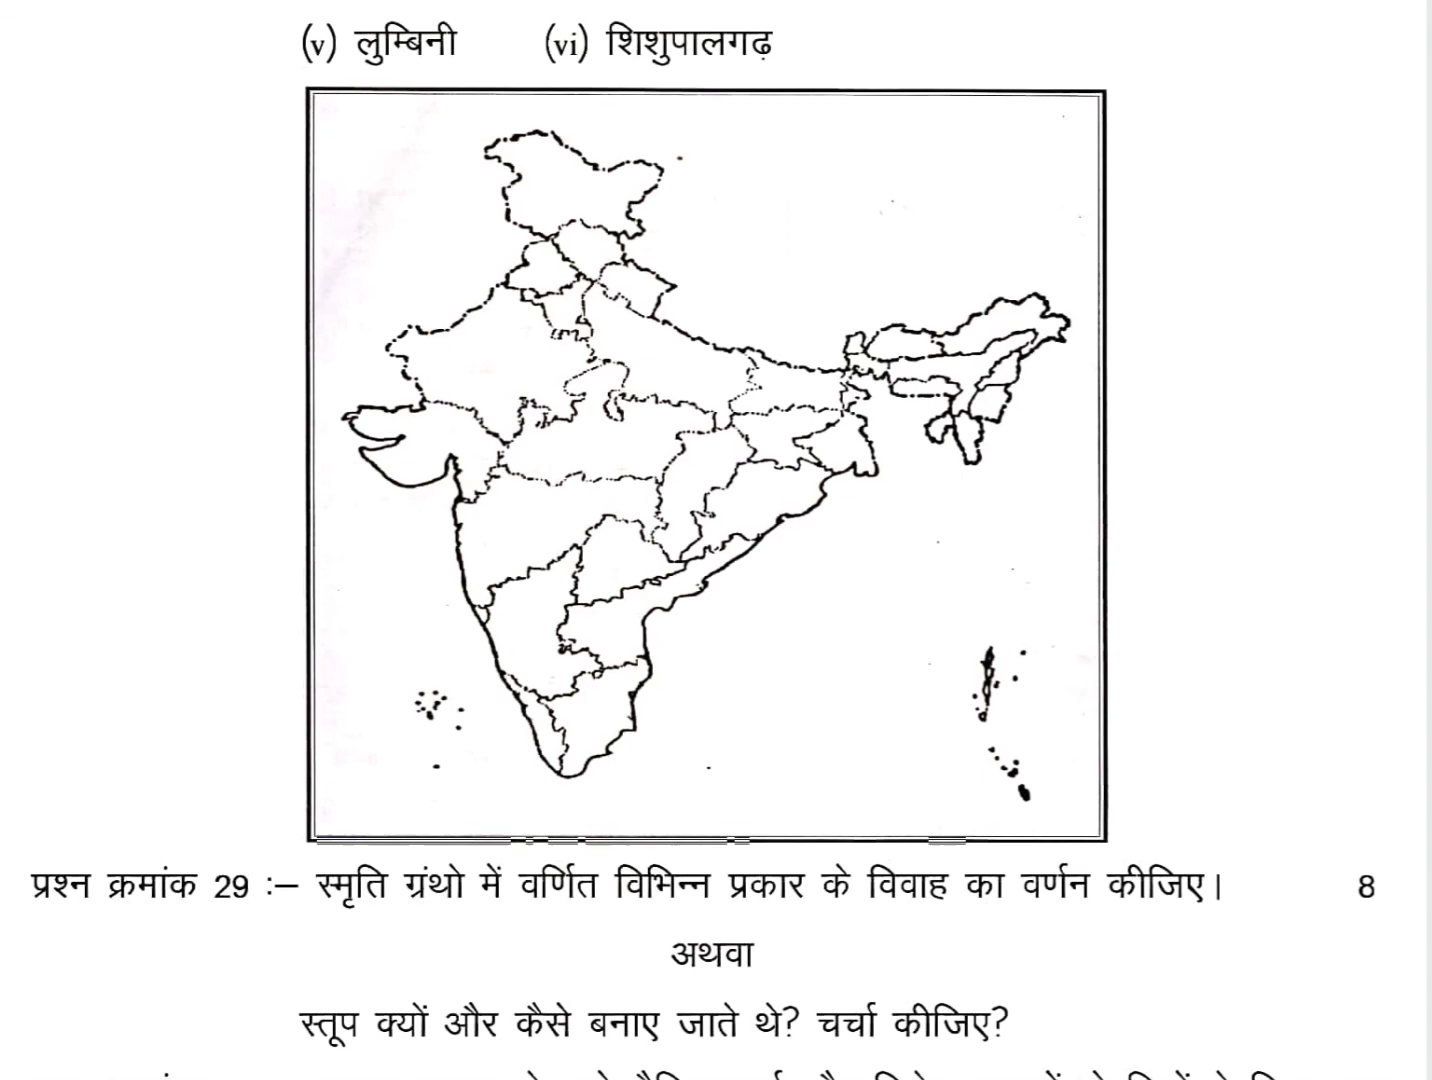 (v) लुम्बिनी (vi) शिशुपालगढ़
प्रश्न क्रमांक 29 :– स्मृति ग्रंथो में वर्णित विभिन्न प्रकार के विवाह का वर्णन कीजिए। 8
अथवा
स्तूप क्यों और कैसे बनाए जाते थे? चर्चा कीजिए?